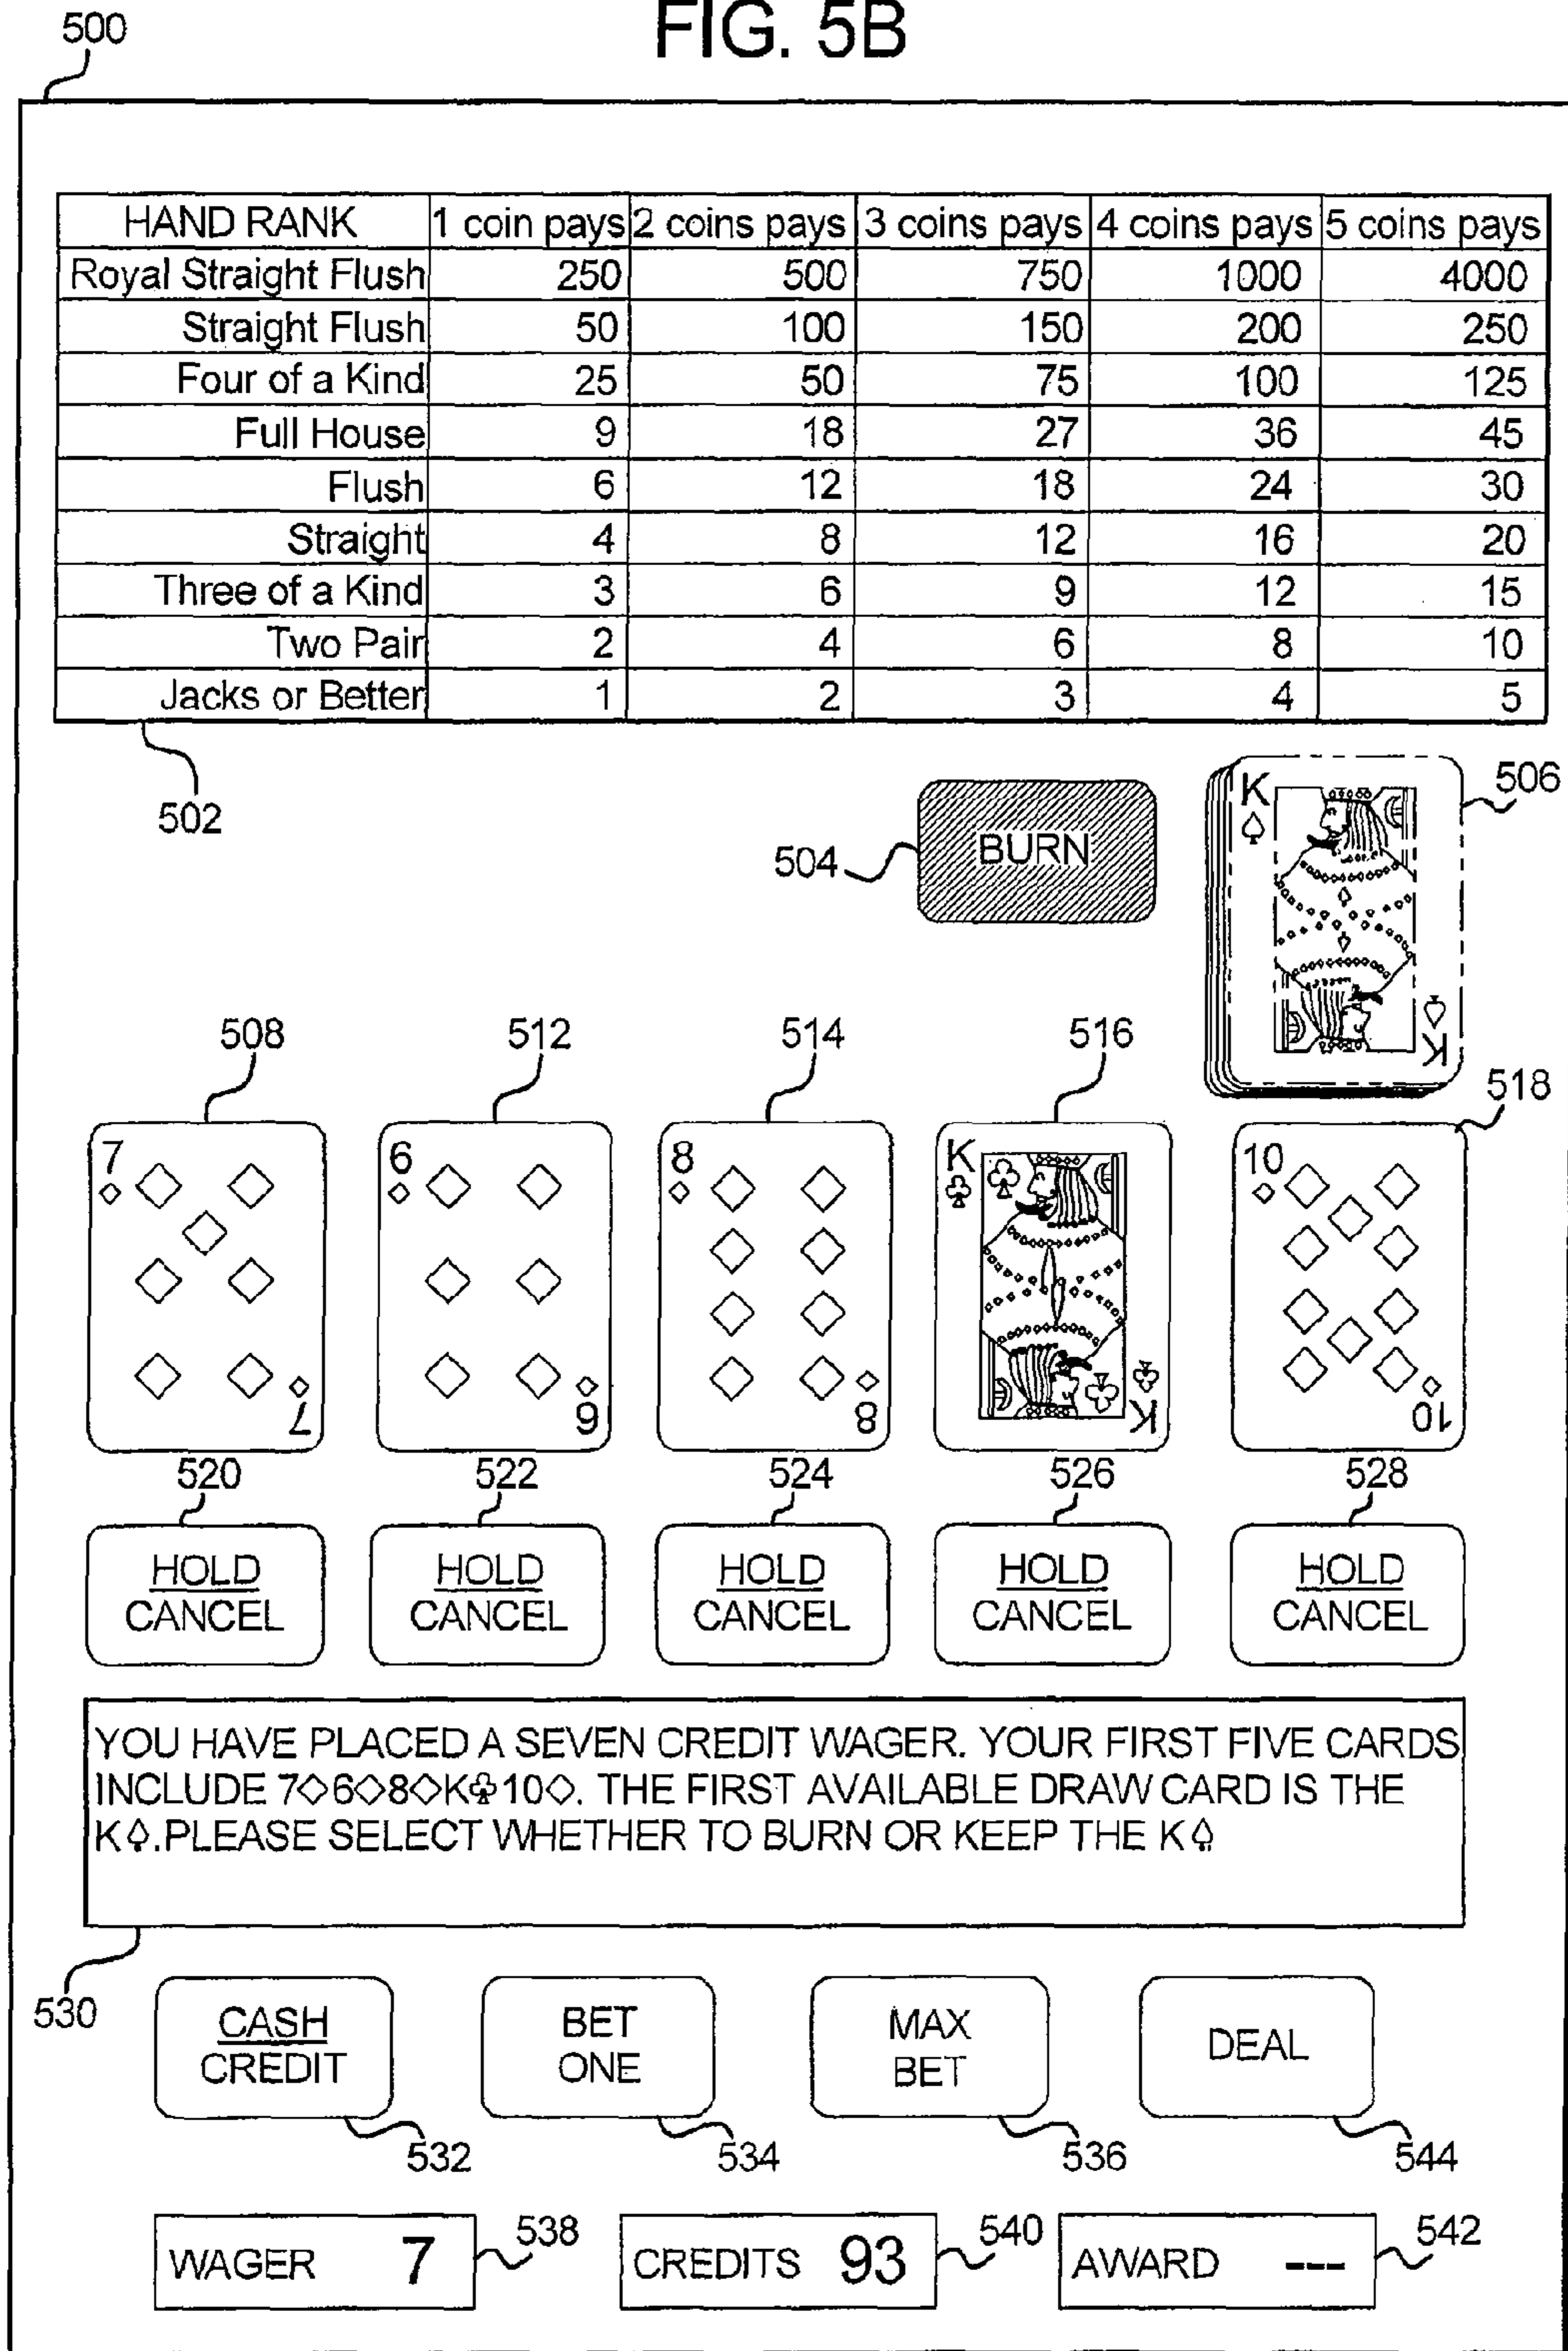 FIG. 5B
500
HAND RANK 1 coin pays 2 coins pays 3 coins pays 4 coins pays 5 coins pays
Royal Straight Flush 250 500 750 1000 4000
Straight Flush 50 100 150 200 250
Four of a Kind 25 50 75 100 125
Full House 9 18 27 36 45
Flush 6 12 18 24 30
Straight 4 8 12 16 20
Three of a Kind 3 6 9 12 15
Two Pair 2 4 6 8 10
Jacks or Better 1 2 3 4 5
502
504
BURN
K♤
K♤
506
508 512 514 516 518
7♢ 6♢ 8♢ K♧ 10♢
7♢ 6♢ 8♢ K♧ 10♢
520 522 524 526 528
HOLD HOLD HOLD HOLD HOLD
CANCEL CANCEL CANCEL CANCEL CANCEL
YOU HAVE PLACED A SEVEN CREDIT WAGER. YOUR FIRST FIVE CARDS
INCLUDE 7♢6♢8♢K♧10♢. THE FIRST AVAILABLE DRAW CARD IS THE
K♤.PLEASE SELECT WHETHER TO BURN OR KEEP THE K♤
530
CASH BET MAX DEAL
CREDIT ONE BET
532 534 536 544
WAGER 7 538 CREDITS 93 540 AWARD --- 542